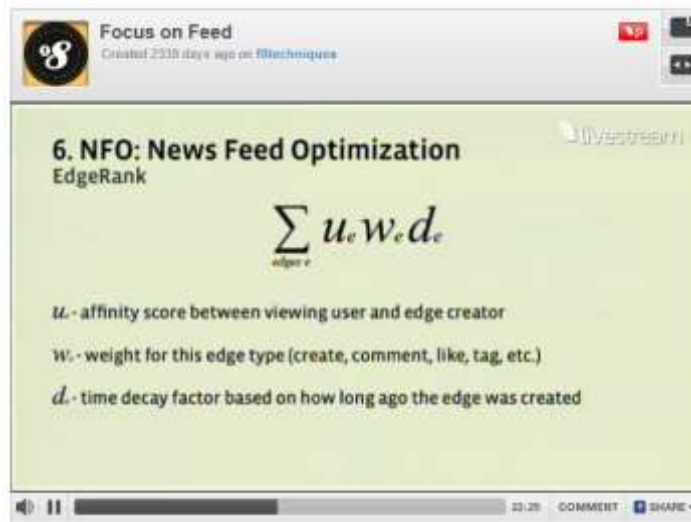 Focus on Feed
Created 2339 days ago on f8techniques
livestream
6. NFO: News Feed Optimization
EdgeRank
∑ uₑ wₑ dₑ
edges e
uₑ - affinity score between viewing user and edge creator
wₑ - weight for this edge type (create, comment, like, tag, etc.)
dₑ - time decay factor based on how long ago the edge was created
COMMENT SHARE